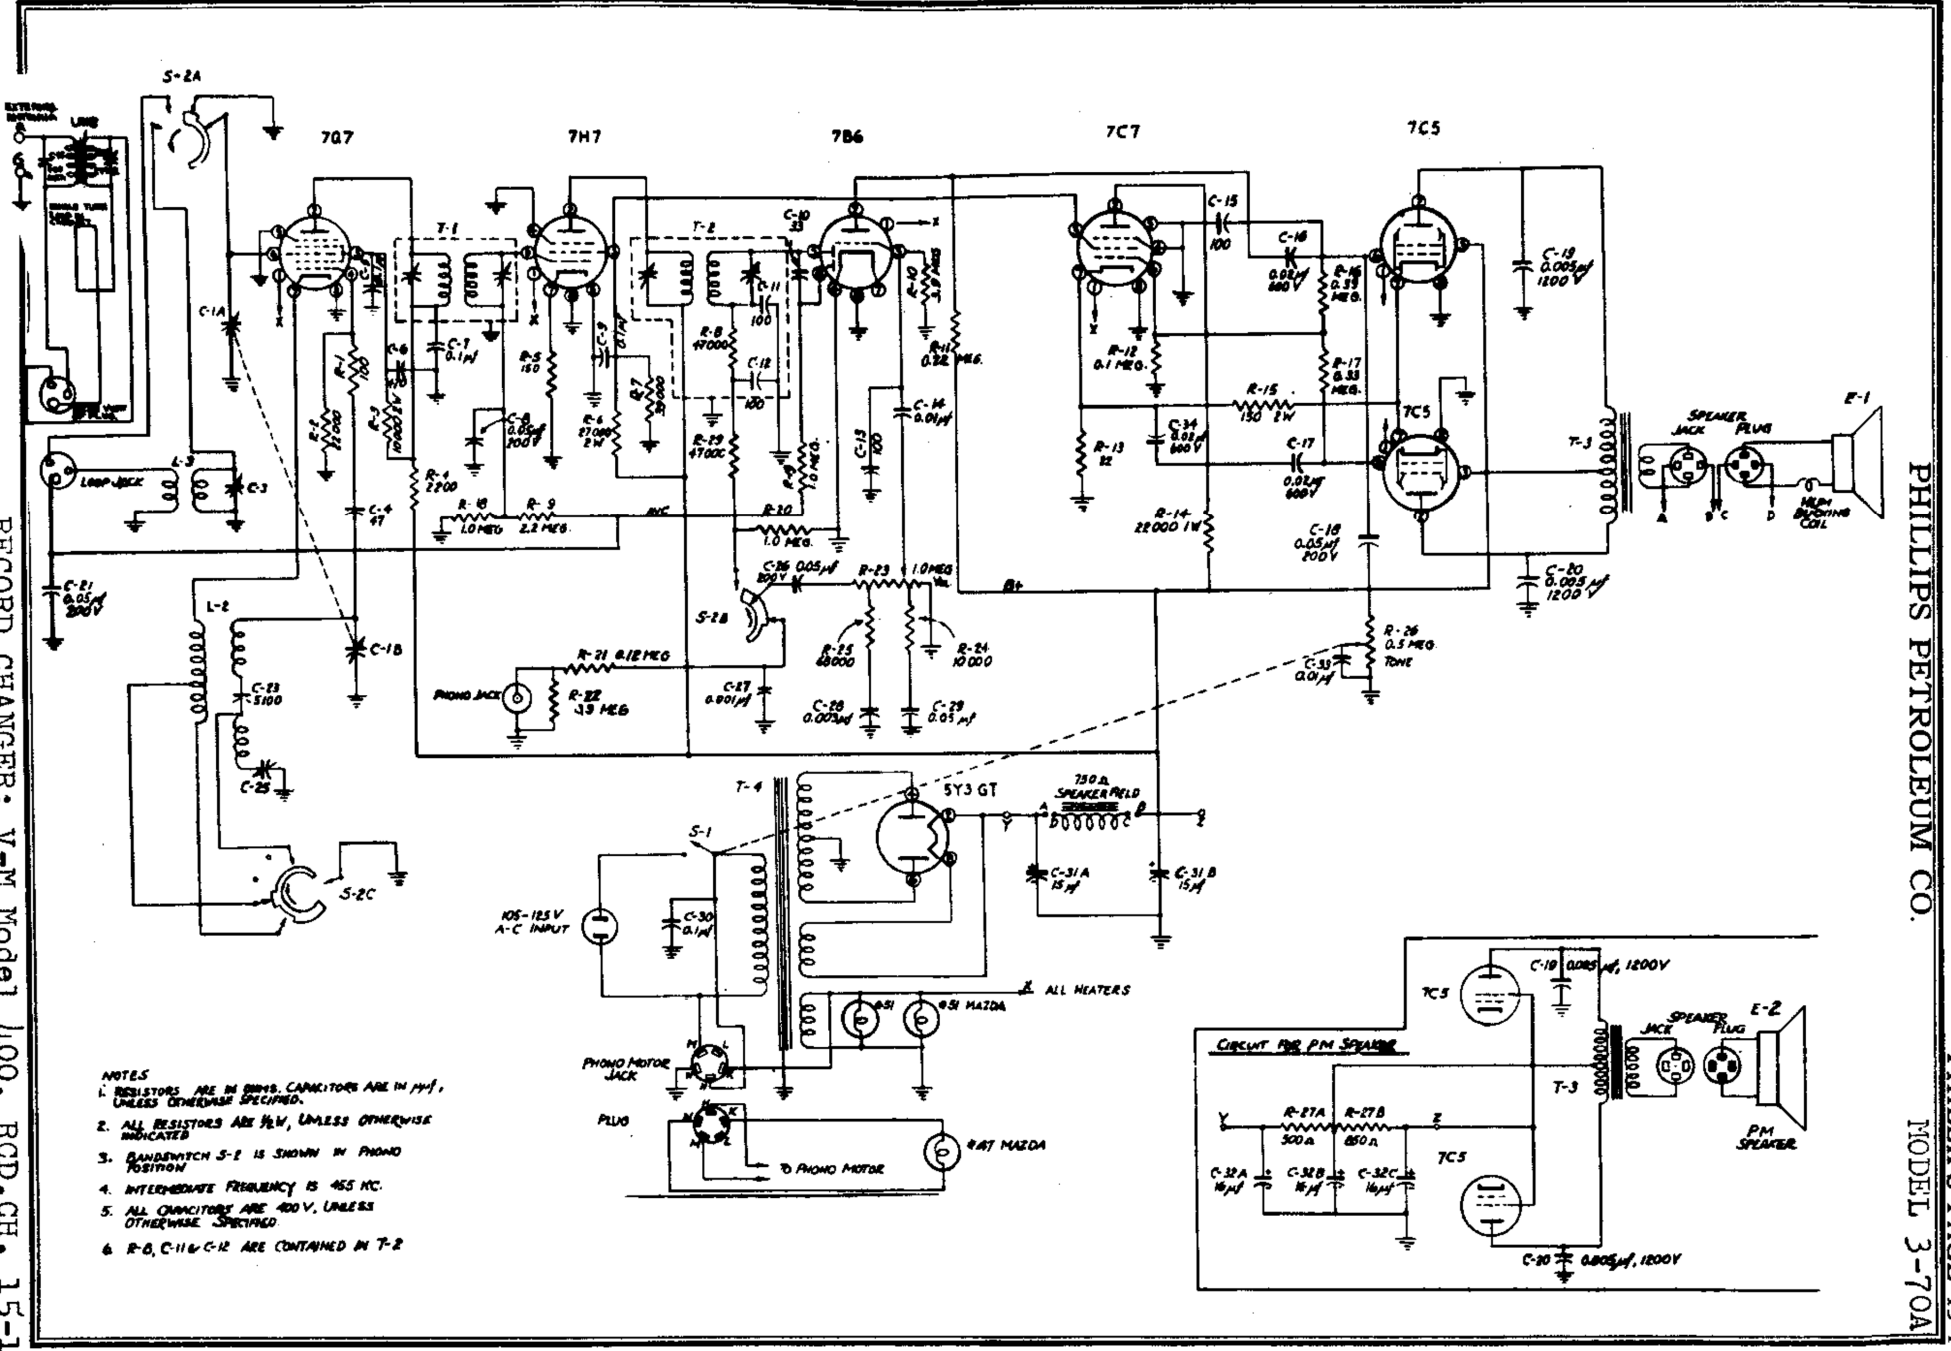 S-2A
EXTERNAL
ANTENNA
A
G
7Q7
7H7
7B6
7C7
7C5
T-1
T-2
C-10
33
X
C-15
100
C-16
0.02μf
600V
R-16
0.33
MEG.
C-19
0.005μf
1200V
C-1A
R-1
100
R-2
22000
R-3
10000 2W
C-6
C-7
0.1μf
R-5
150
C-9
0.1μf
R-7
39000
R-6
27000
2W
C-8
0.05μf
200V
R-8
47000
C-11
100
C-12
100
R-29
47000
R-10
3.9 MEG
R-11
0.22 MEG.
C-14
0.01μf
C-13
100
R-19
1.0 MEG.
R-12
0.1 MEG.
R-17
0.33
MEG.
R-15
150 2W
R-13
22
C-34
0.02μf
600V
C-17
0.02μf
600V
7C5
T-3
SPEAKER
JACK PLUG
E-1
A B C D
HUM
BUCKING
COIL
LOOP JACK
L-3
C-3
C-4
47
R-4
2200
R-18
1.0 MEG
R-9
2.2 MEG.
AVC
R-20
1.0 MEG.
R-14
22000 1W
C-18
0.05μf
200V
C-20
0.005μf
1200V
C-21
0.05μf
200V
L-2
C-26 0.05μf
200V
R-23
1.0 MEG
VOL
B+
S-2B
C-1B
R-21 0.12 MEG
PHONO JACK
R-22
3.9 MEG
C-27
0.001μf
R-25
68000
R-24
10000
C-28
0.003μf
C-29
0.05μf
R-26
0.5 MEG.
TONE
C-33
0.01μf
C-23
5100
C-25
S-2C
T-4
5Y3 GT
750Ω
SPEAKER FIELD
A B
D C
Y
Z
S-1
C-31A
15μf
C-31B
15μf
105-125V
A-C INPUT
C-30
0.1μf
X ALL HEATERS
#51
#51 MAZDA
PHONO MOTOR
JACK
PLUG
TO PHONO MOTOR
#47 MAZDA
NOTES
1. RESISTORS ARE IN OHMS. CAPACITORS ARE IN μμf,
UNLESS OTHERWISE SPECIFIED.
2. ALL RESISTORS ARE ½W, UNLESS OTHERWISE
INDICATED
3. BANDSWITCH S-2 IS SHOWN IN PHONO
POSITION
4. INTERMEDIATE FREQUENCY IS 455 KC.
5. ALL CAPACITORS ARE 400V, UNLESS
OTHERWISE SPECIFIED
6. R-8, C-11 & C-12 ARE CONTAINED IN T-2
CIRCUIT FOR PM SPEAKER
7C5
C-19 0.005μf, 1200V
SPEAKER
JACK PLUG
E-2
T-3
PM
SPEAKER
Y
R-27A
500Ω
R-27B
850Ω
Z
C-32A
16μf
C-32B
16μf
C-32C
16μf
7C5
C-20 0.005μf, 1200V
PHILLIPS PETROLEUM CO.
MODEL 3-70A
RECORD CHANGER: V-M Model 400, RCD.CH. 15-1